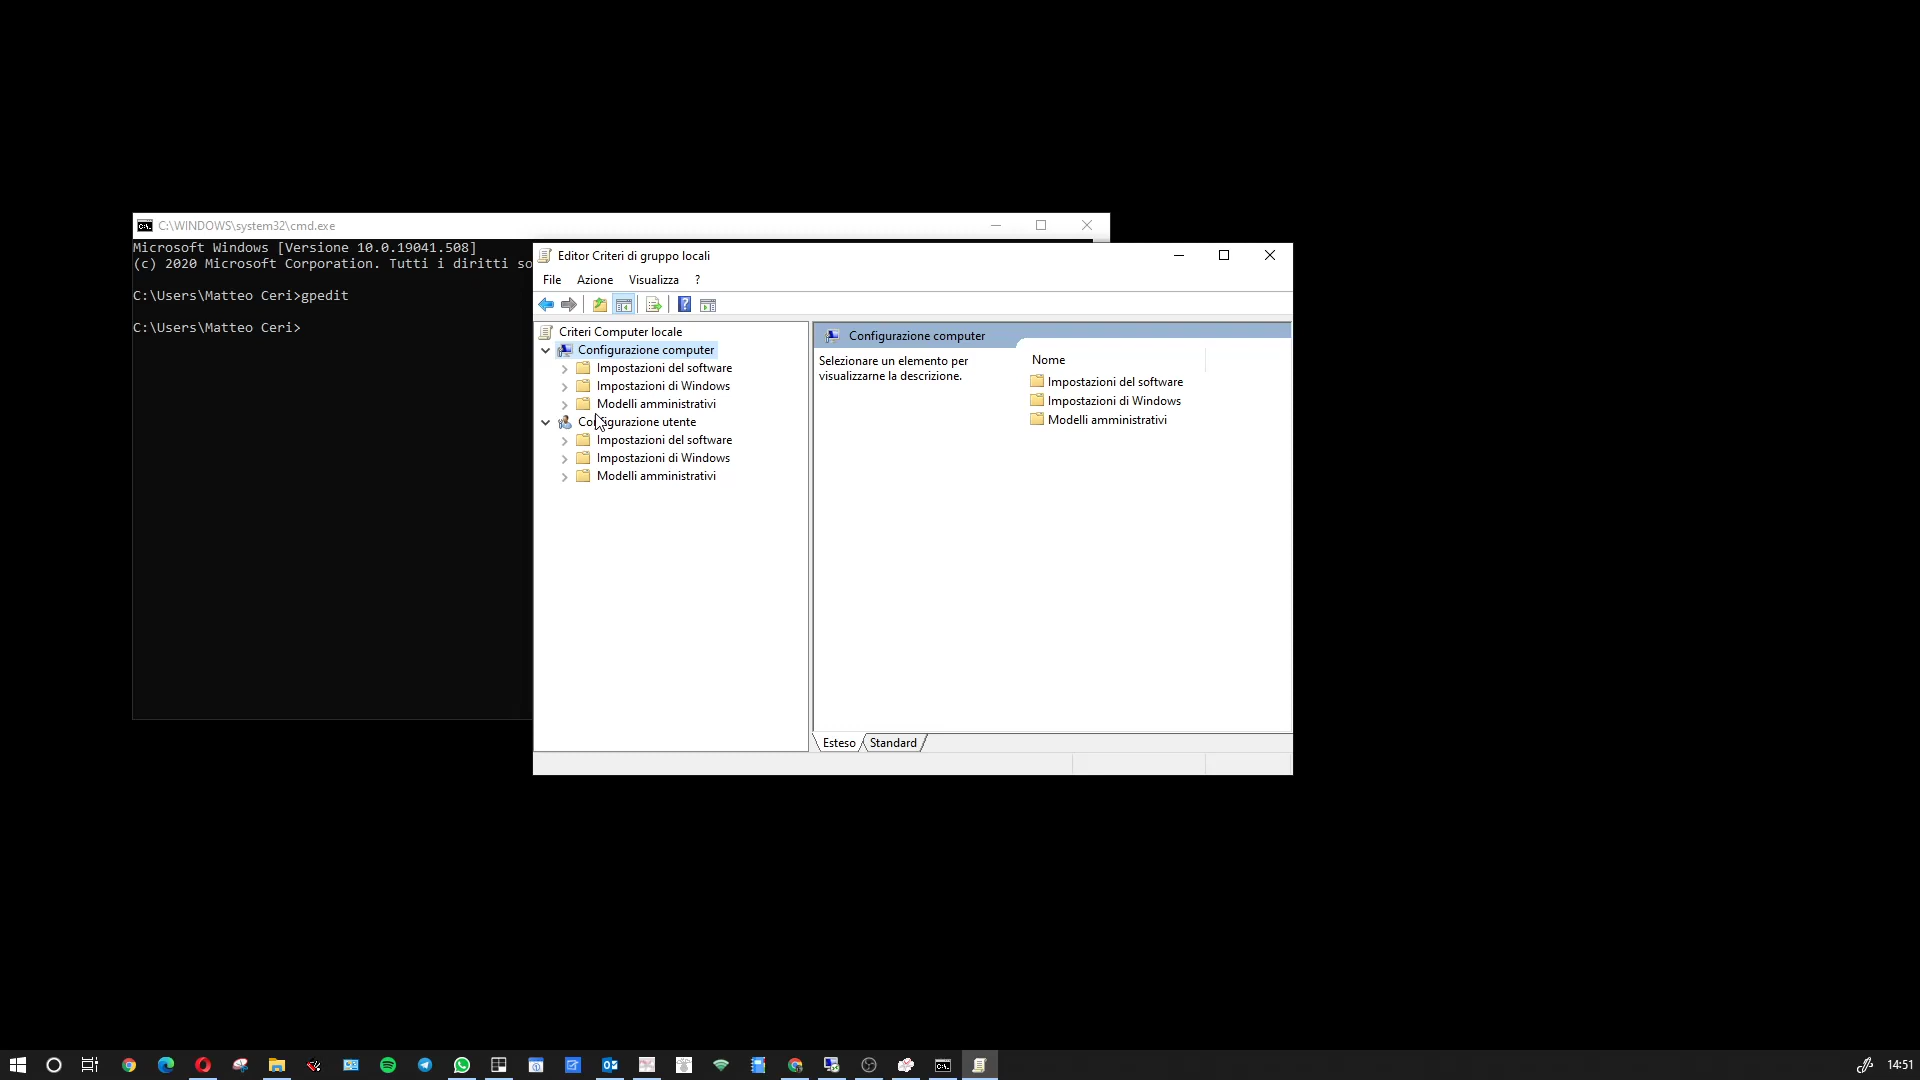 C:\WINDOWS\system32\cmd.exe
Microsoft Windows [Versione 10.0.19041.508]
(c) 2020 Microsoft Corporation. Tutti i diritti so
C:\Users\Matteo Ceri>gpedit
C:\Users\Matteo Ceri>
Editor Criteri di gruppo locali
File Azione Visualizza ?
Criteri Computer locale
Configurazione computer
Impostazioni del software
Impostazioni di Windows
Modelli amministrativi
Configurazione utente
Impostazioni del software
Impostazioni di Windows
Modelli amministrativi
Configurazione computer
Selezionare un elemento per
visualizzarne la descrizione.
Nome
Impostazioni del software
Impostazioni di Windows
Modelli amministrativi
Esteso Standard
14:51